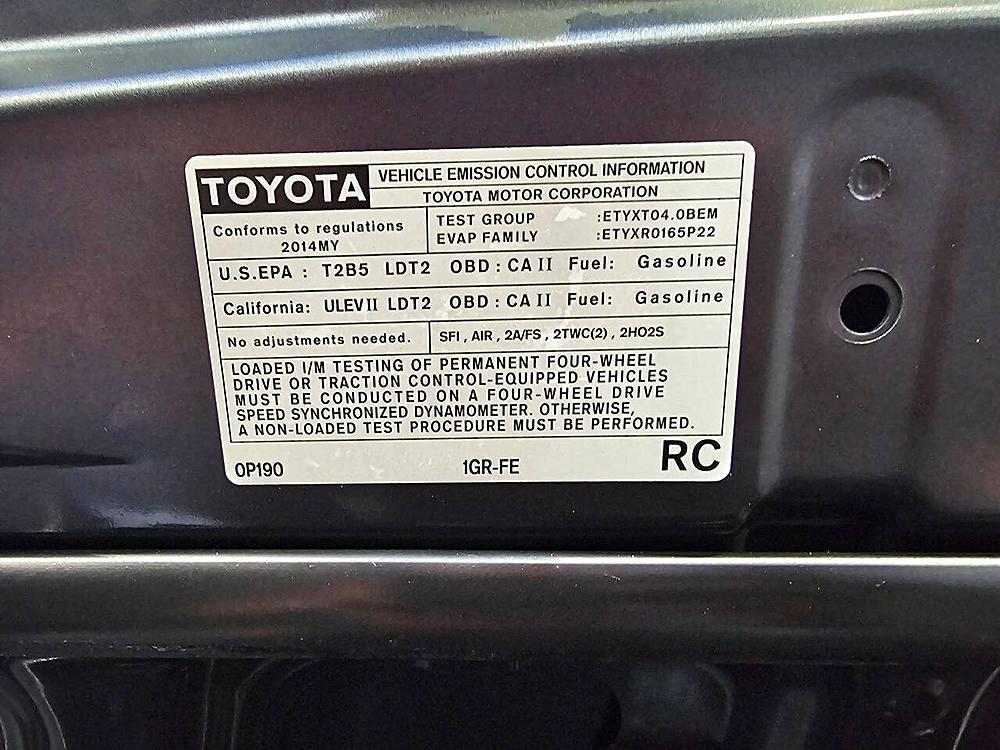 TOYOTA
VEHICLE EMISSION CONTROL INFORMATION
TOYOTA MOTOR CORPORATION
Conforms to regulations
2014MY
TEST GROUP :ETYXT04.0BEM
EVAP FAMILY :ETYXR0165P22
U.S.EPA : T2B5 LDT2 OBD : CA II Fuel: Gasoline
California: ULEV II LDT2 OBD : CA II Fuel: Gasoline
No adjustments needed.
SFI , AIR , 2A/FS , 2TWC(2) , 2HO2S
LOADED I/M TESTING OF PERMANENT FOUR-WHEEL
DRIVE OR TRACTION CONTROL-EQUIPPED VEHICLES
MUST BE CONDUCTED ON A FOUR-WHEEL DRIVE
SPEED SYNCHRONIZED DYNAMOMETER. OTHERWISE,
A NON-LOADED TEST PROCEDURE MUST BE PERFORMED.
0P190 1GR-FE RC